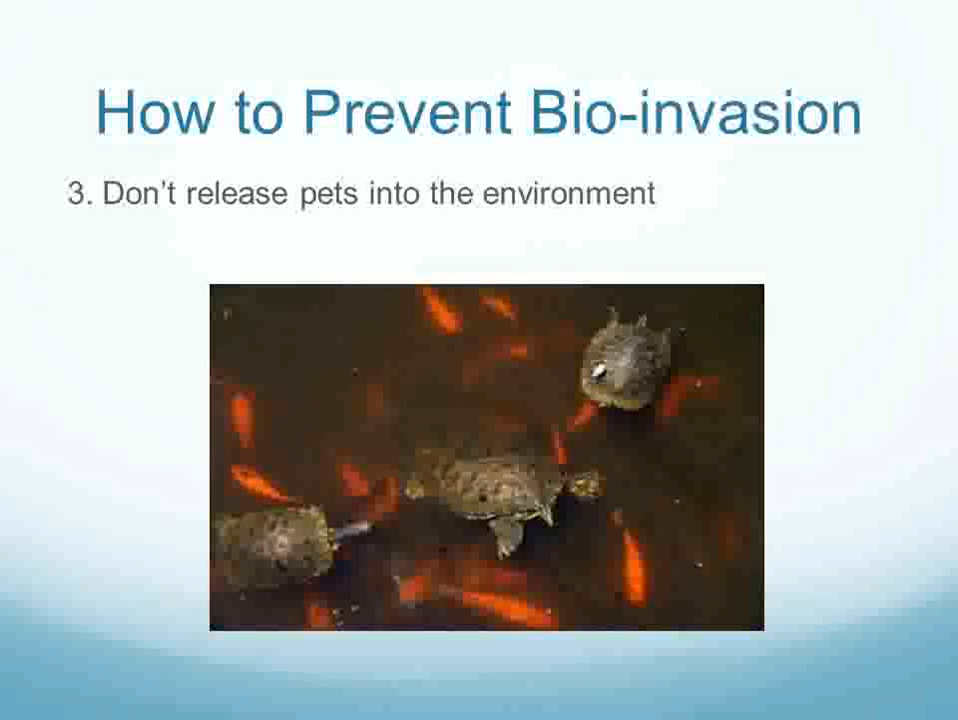 How to Prevent Bio-invasion
3. Don’t release pets into the environment